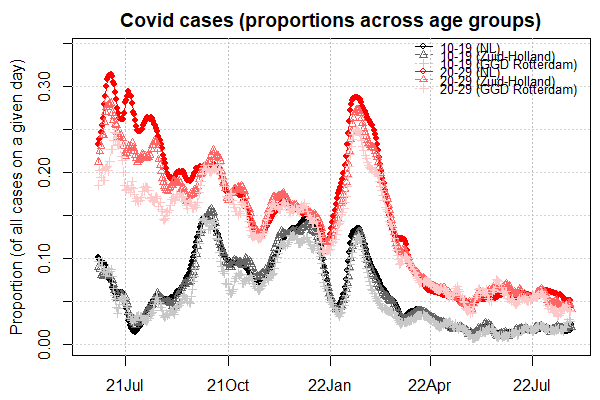 Covid cases (proportions across age groups)
Proportion (of all cases on a given day)
0.30
0.20
0.10
0.00
10-19 (NL)
10-19 (Zuid-Holland)
10-19 (GGD Rotterdam)
20-29 (NL)
20-29 (Zuid-Holland)
20-29 (GGD Rotterdam)
21Jul 21Oct 22Jan 22Apr 22Jul